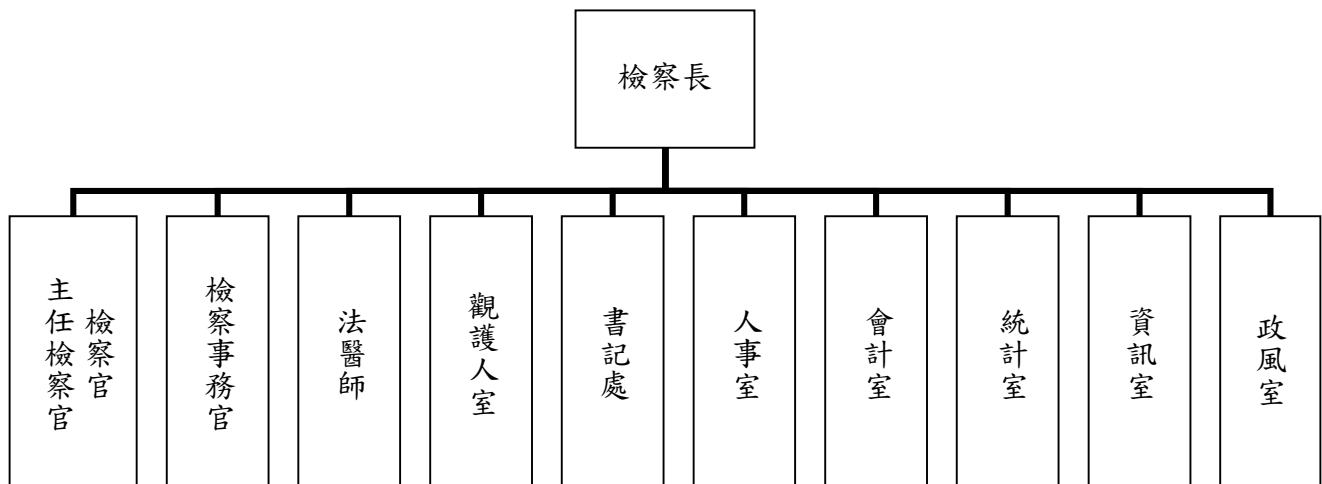 檢察長
主任檢察官
檢察官
檢察事務官
法醫師
觀護人室
書記處
人事室
會計室
統計室
資訊室
政風室